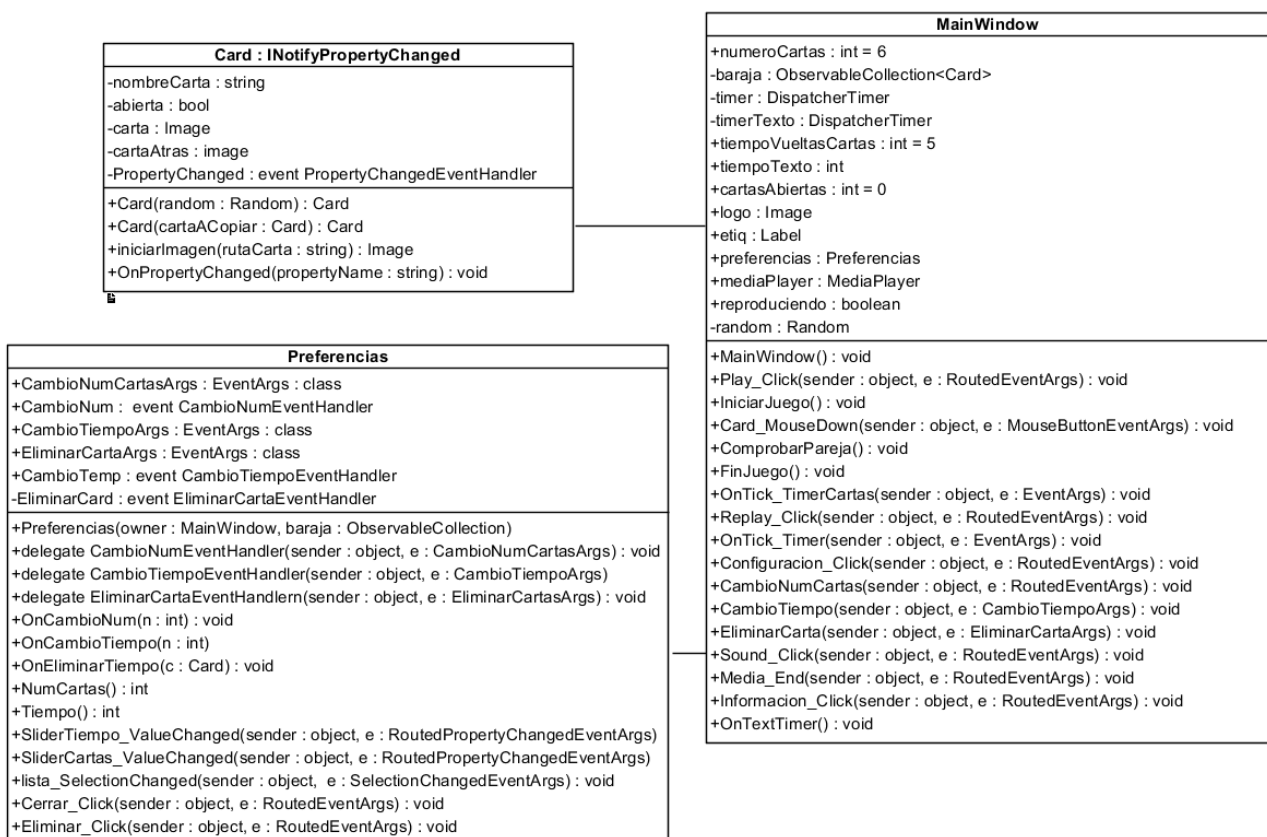 Card : INotifyPropertyChanged
-nombreCarta : string
-abierta : bool
-carta : Image
-cartaAtras : image
-PropertyChanged : event PropertyChangedEventHandler
+Card(random : Random) : Card
+Card(cartaACopiar : Card) : Card
+iniciarImagen(rutaCarta : string) : Image
+OnPropertyChanged(propertyName : string) : void
MainWindow
+numeroCartas : int = 6
-baraja : ObservableCollection<Card>
-timer : DispatcherTimer
-timerTexto : DispatcherTimer
+tiempoVueltasCartas : int = 5
+tiempoTexto : int
+cartasAbiertas : int = 0
+logo : Image
+etiq : Label
+preferencias : Preferencias
+mediaPlayer : MediaPlayer
+reproduciendo : boolean
-random : Random
+MainWindow() : void
+Play_Click(sender : object, e : RoutedEventArgs) : void
+IniciarJuego() : void
+Card_MouseDown(sender : object, e : MouseButtonEventArgs) : void
+ComprobarPareja() : void
+FinJuego() : void
+OnTick_TimerCartas(sender : object, e : EventArgs) : void
+Replay_Click(sender : object, e : RoutedEventArgs) : void
+OnTick_Timer(sender : object, e : EventArgs) : void
+Configuracion_Click(sender : object, e : RoutedEventArgs) : void
+CambioNumCartas(sender : object, e : RoutedEventArgs) : void
+CambioTiempo(sender : object, e : CambioTiempoArgs) : void
+EliminarCarta(sender : object, e : EliminarCartaArgs) : void
+Sound_Click(sender : object, e : RoutedEventArgs) : void
+Media_End(sender : object, e : RoutedEventArgs) : void
+Informacion_Click(sender : object, e : RoutedEventArgs) : void
+OnTextTimer() : void
Preferencias
+CambioNumCartasArgs : EventArgs : class
+CambioNum :  event CambioNumEventHandler
+CambioTiempoArgs : EventArgs : class
+EliminarCartaArgs : EventArgs : class
+CambioTemp : event CambioTiempoEventHandler
-EliminarCard : event EliminarCartaEventHandler
+Preferencias(owner : MainWindow, baraja : ObservableCollection)
+delegate CambioNumEventHandler(sender : object, e : CambioNumCartasArgs) : void
+delegate CambioTiempoEventHandler(sender : object, e : CambioTiempoArgs)
+delegate EliminarCartaEventHandlern(sender : object, e : EliminarCartasArgs) : void
+OnCambioNum(n : int) : void
+OnCambioTiempo(n : int)
+OnEliminarTiempo(c : Card) : void
+NumCartas() : int
+Tiempo() : int
+SliderTiempo_ValueChanged(sender : object, e : RoutedPropertyChangedEventArgs)
+SliderCartas_ValueChanged(sender : object, e : RoutedPropertyChangedEventArgs)
+lista_SelectionChanged(sender : object,  e : SelectionChangedEventArgs) : void
+Cerrar_Click(sender : object, e : RoutedEventArgs) : void
+Eliminar_Click(sender : object, e : RoutedEventArgs) : void